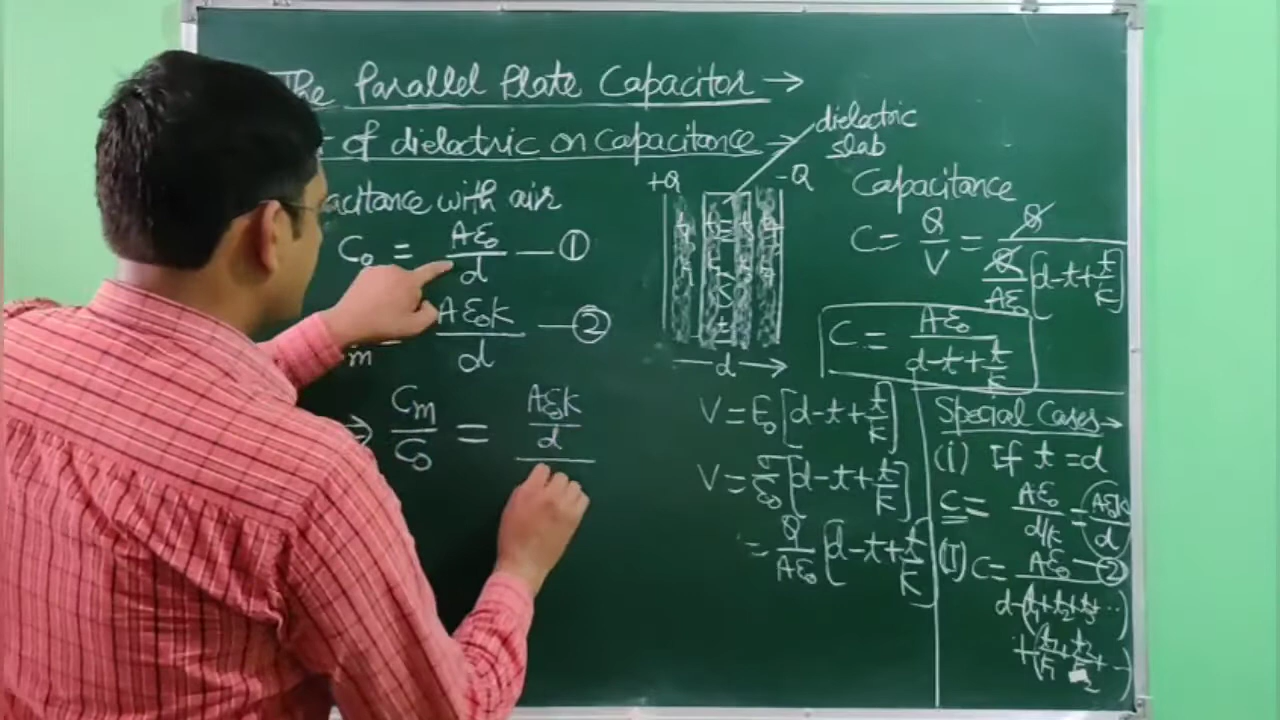 The Parallel Plate Capacitor →
of dielectric on capacitance →
acitance with air
C₀ = Aε₀/d — ①
m = Aε₀k/d — ②
⇒ Cm/C₀ = Aε₀k/d
dielectric
slab
+Q -Q
d →
V = E₀[d-t+t/k]
V = σ/ε₀[d-t+t/k]
= Q/Aε₀[d-t+t/k]
Capacitance
C = Q/V = Q/Q/Aε₀[d-t+t/k]
C = Aε₀/d-t+t/k
Special Cases →
(i) If t = d
C = Aε₀/d/k = Aε₀k/d
(II) C = Aε₀/d-(t₁+t₂+t₃+...) — ②
+(t₁/k₁+t₂/k₂+